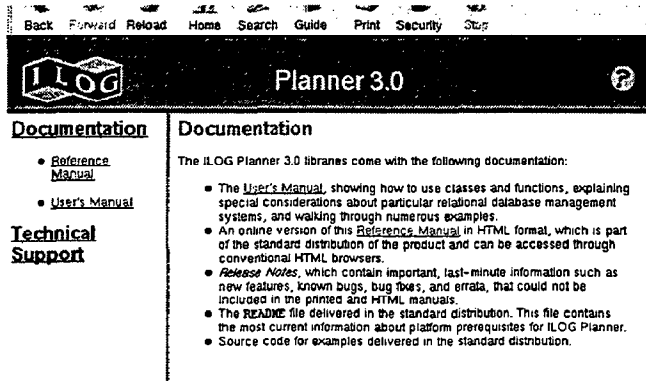 Back Forward Reload Home Search Guide Print Security Stop
ILOG
Planner 3.0
?
Documentation
• Reference
Manual
• User's Manual
Technical
Support
Documentation
The ILOG Planner 3.0 libraries come with the following documentation:
• The User's Manual, showing how to use classes and functions, explaining
special considerations about particular relational database management
systems, and walking through numerous examples.
• An online version of this Reference Manual in HTML format, which is part
of the standard distribution of the product and can be accessed through
conventional HTML browsers.
• Release Notes, which contain important, last-minute information such as
new features, known bugs, bug fixes, and errata, that could not be
included in the printed and HTML manuals.
• The README file delivered in the standard distribution. This file contains
the most current information about platform prerequisites for ILOG Planner.
• Source code for examples delivered in the standard distribution.